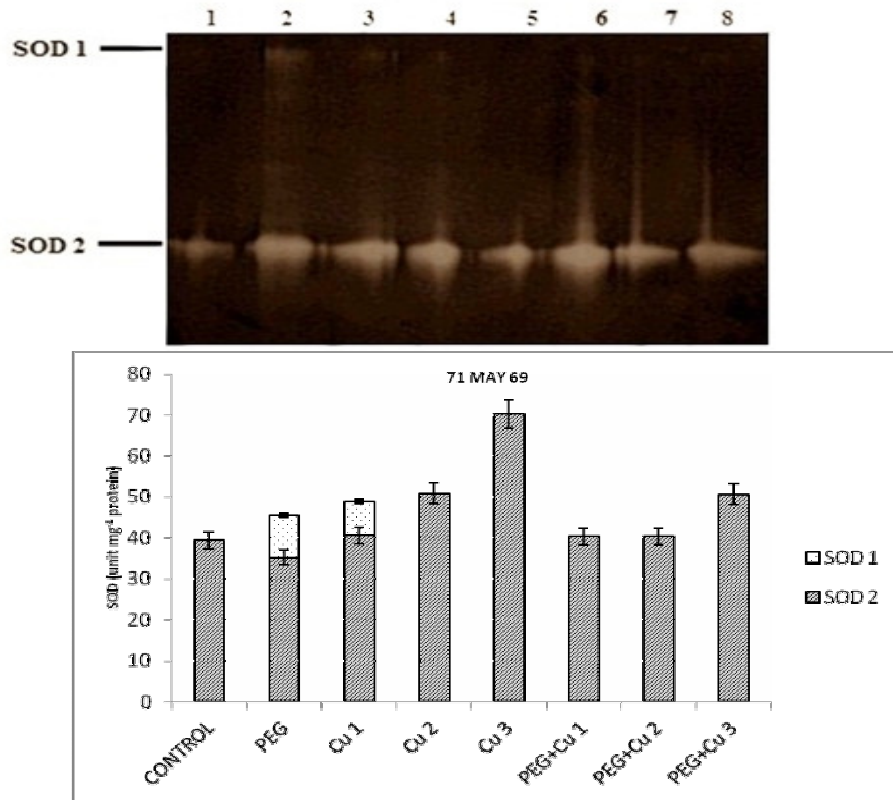 1 2 3 4 5 6 7 8
SOD 1
SOD 2
71 MAY 69
80
70
60
50
40
30
20
10
0
SOD (unit mg⁻¹ protein)
CONTROL
PEG
Cu 1
Cu 2
Cu 3
PEG+Cu 1
PEG+Cu 2
PEG+Cu 3
SOD 1
SOD 2